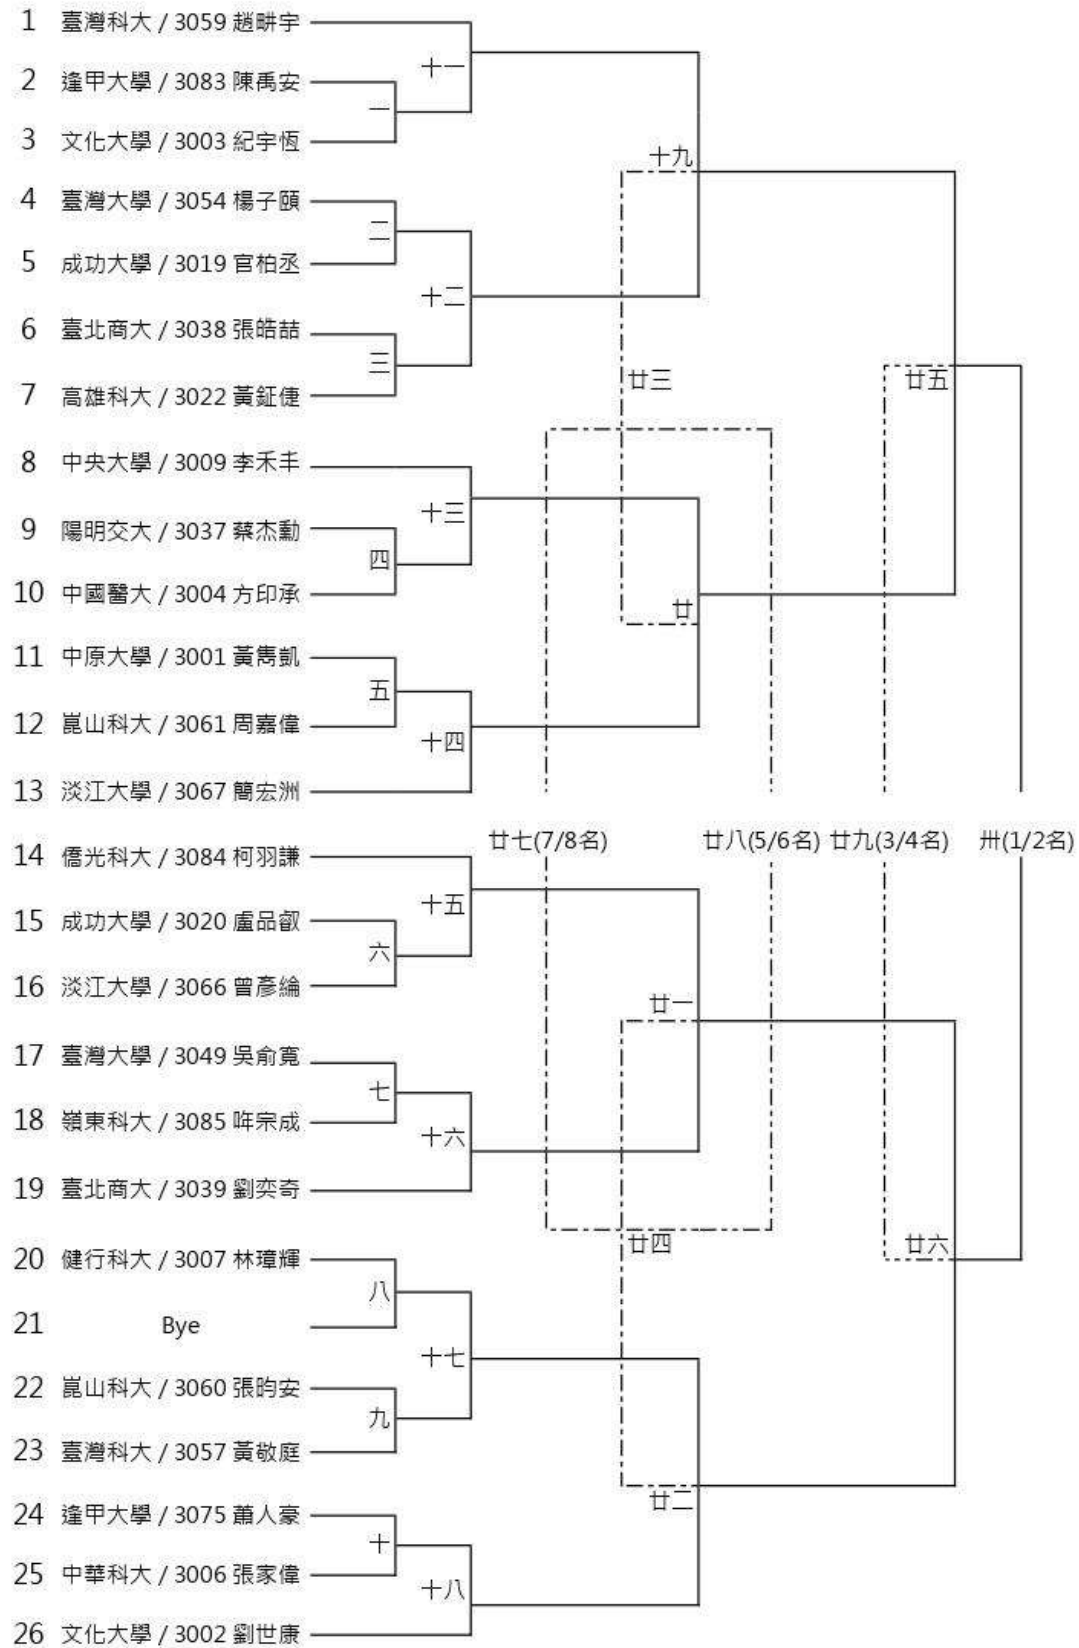 1 臺灣科大 / 3059 趙畊宇
十一
2 逢甲大學 / 3083 陳禹安
一
3 文化大學 / 3003 紀宇恆
十九
4 臺灣大學 / 3054 楊子頤
二
5 成功大學 / 3019 官柏丞
十二
6 臺北商大 / 3038 張皓喆
三
廿三
廿五
7 高雄科大 / 3022 黃鉦倢
8 中央大學 / 3009 李禾丰
十三
9 陽明交大 / 3037 蔡杰勳
四
10 中國醫大 / 3004 方印承
廿
11 中原大學 / 3001 黃雋凱
五
12 崑山科大 / 3061 周嘉偉
十四
13 淡江大學 / 3067 簡宏洲
廿七(7/8名) 廿八(5/6名) 廿九(3/4名) 卅(1/2名)
14 僑光科大 / 3084 柯羽謙
十五
15 成功大學 / 3020 盧品叡
六
16 淡江大學 / 3066 曾彥綸
廿一
17 臺灣大學 / 3049 吳俞寬
七
18 嶺東科大 / 3085 哖宗成
十六
19 臺北商大 / 3039 劉奕奇
廿四
廿六
20 健行科大 / 3007 林璋輝
八
21 Bye
十七
22 崑山科大 / 3060 張昀安
九
23 臺灣科大 / 3057 黃敬庭
廿二
24 逢甲大學 / 3075 蕭人豪
十
25 中華科大 / 3006 張家偉
十八
26 文化大學 / 3002 劉世康